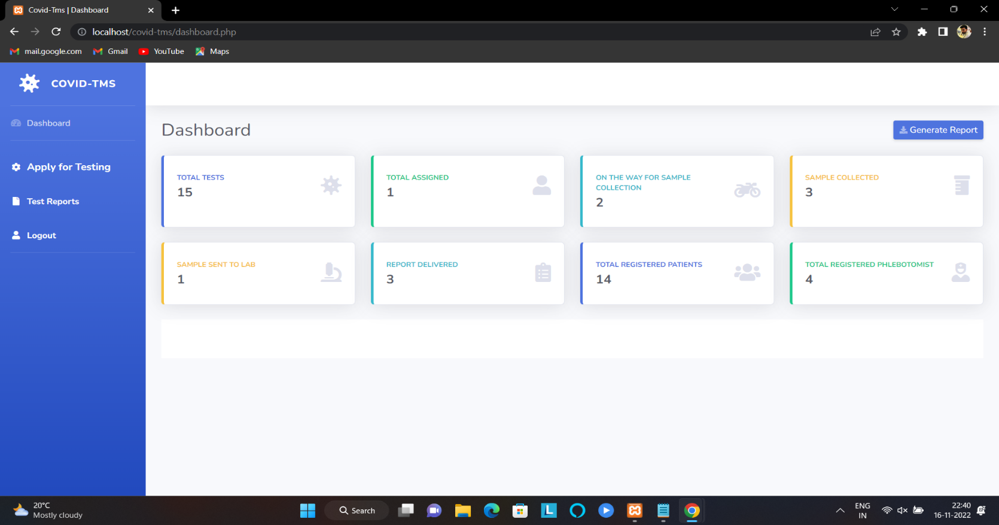 Covid-Tms | Dashboard
localhost/covid-tms/dashboard.php
mail.google.com Gmail YouTube Maps
COVID-TMS
Dashboard
Apply for Testing
Test Reports
Logout
Dashboard
Generate Report
TOTAL TESTS
15
TOTAL ASSIGNED
1
ON THE WAY FOR SAMPLE
COLLECTION
2
SAMPLE COLLECTED
3
SAMPLE SENT TO LAB
1
REPORT DELIVERED
3
TOTAL REGISTERED PATIENTS
14
TOTAL REGISTERED PHLEBOTOMIST
4
20°C
Mostly cloudy
Search
L
ENG
IN
22:40
16-11-2022